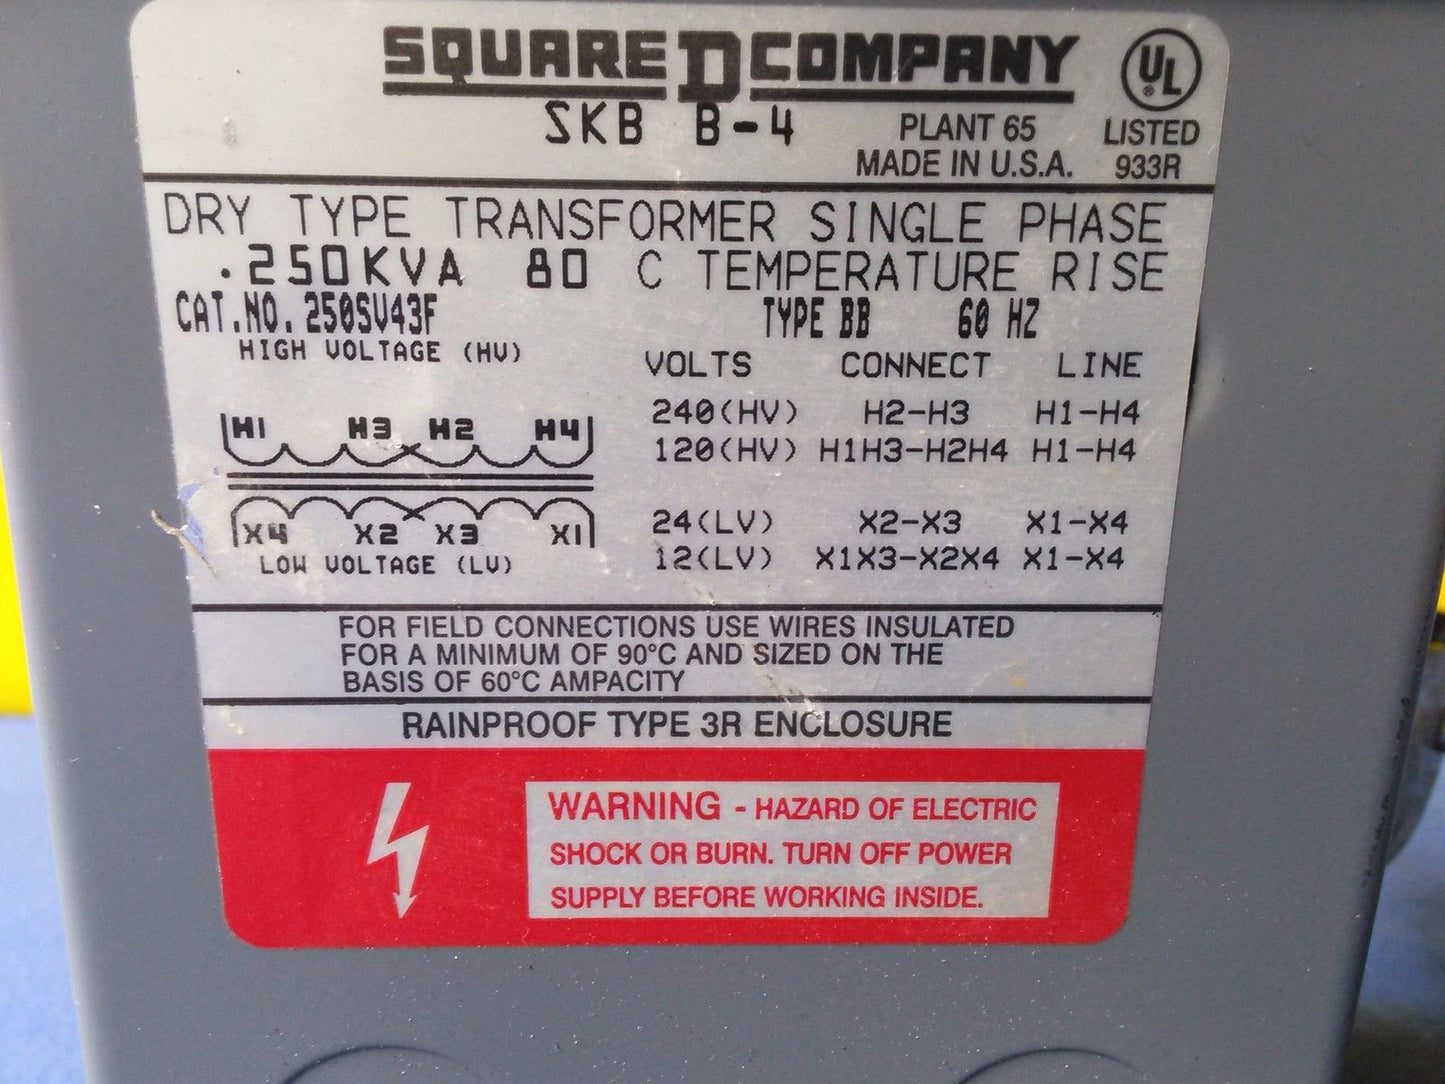 SQUARE D COMPANY
UL
®
SKB B-4
PLANT 65
MADE IN U.S.A.
LISTED
933R
DRY TYPE TRANSFORMER SINGLE PHASE
.250KVA 80 C TEMPERATURE RISE
CAT.NO. 250SV43F TYPE BB 60 HZ
HIGH VOLTAGE (HV)
H1 H3 H2 H4
X4 X2 X3 X1
LOW VOLTAGE (LV)
VOLTS CONNECT LINE
240(HV) H2-H3 H1-H4
120(HV) H1H3-H2H4 H1-H4
24(LV) X2-X3 X1-X4
12(LV) X1X3-X2X4 X1-X4
FOR FIELD CONNECTIONS USE WIRES INSULATED
FOR A MINIMUM OF 90°C AND SIZED ON THE
BASIS OF 60°C AMPACITY
RAINPROOF TYPE 3R ENCLOSURE
WARNING - HAZARD OF ELECTRIC
SHOCK OR BURN. TURN OFF POWER
SUPPLY BEFORE WORKING INSIDE.